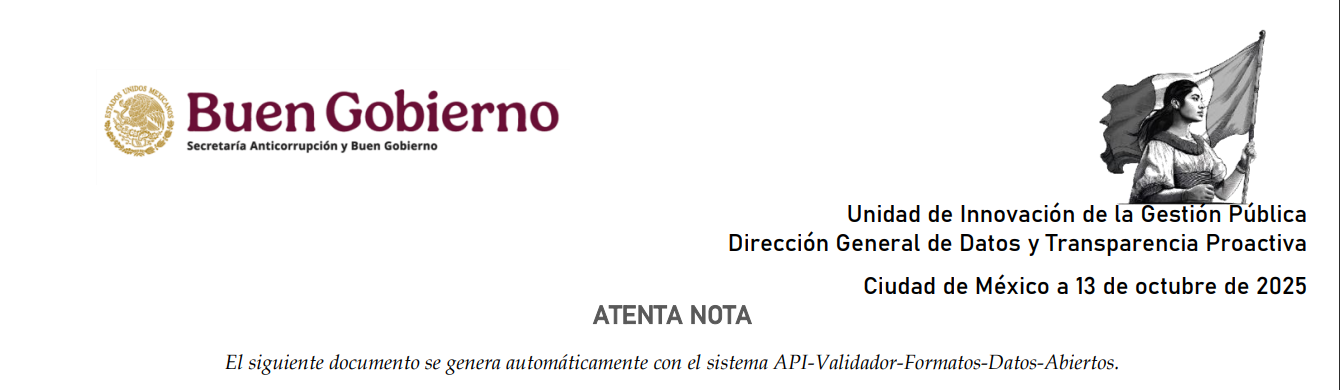 ESTADOS UNIDOS MEXICANOS
Buen Gobierno
Secretaría Anticorrupción y Buen Gobierno
Unidad de Innovación de la Gestión Pública
Dirección General de Datos y Transparencia Proactiva
Ciudad de México a 13 de octubre de 2025
ATENTA NOTA
El siguiente documento se genera automáticamente con el sistema API-Validador-Formatos-Datos-Abiertos.